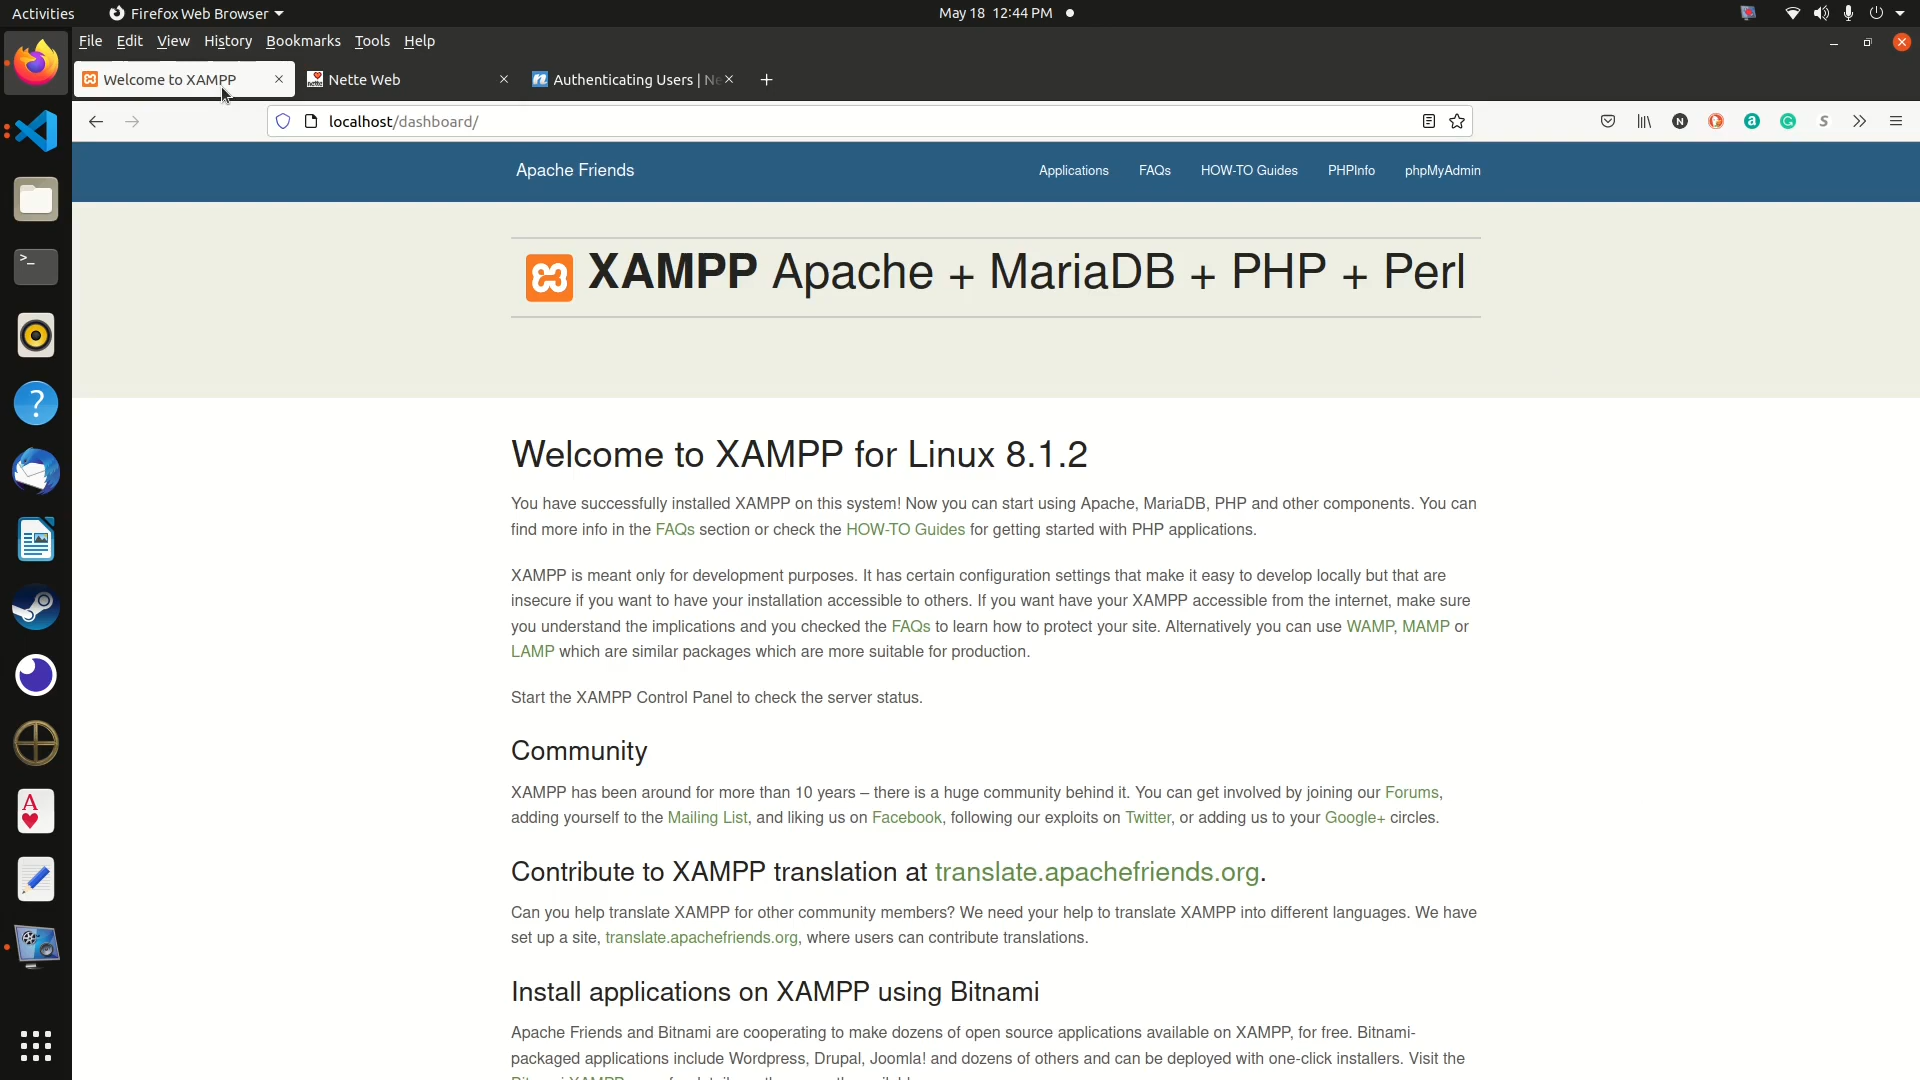 Activities
Firefox Web Browser
May 18 12:44 PM
File Edit View History Bookmarks Tools Help
Welcome to XAMPP
Nette Web
Authenticating Users | Ne
localhost/dashboard/
Apache Friends
Applications
FAQs
HOW-TO Guides
PHPInfo
phpMyAdmin
XAMPP Apache + MariaDB + PHP + Perl
Welcome to XAMPP for Linux 8.1.2
You have successfully installed XAMPP on this system! Now you can start using Apache, MariaDB, PHP and other components. You can
find more info in the FAQs section or check the HOW-TO Guides for getting started with PHP applications.
XAMPP is meant only for development purposes. It has certain configuration settings that make it easy to develop locally but that are
insecure if you want to have your installation accessible to others. If you want have your XAMPP accessible from the internet, make sure
you understand the implications and you checked the FAQs to learn how to protect your site. Alternatively you can use WAMP, MAMP or
LAMP which are similar packages which are more suitable for production.
Start the XAMPP Control Panel to check the server status.
Community
XAMPP has been around for more than 10 years – there is a huge community behind it. You can get involved by joining our Forums,
adding yourself to the Mailing List, and liking us on Facebook, following our exploits on Twitter, or adding us to your Google+ circles.
Contribute to XAMPP translation at translate.apachefriends.org.
Can you help translate XAMPP for other community members? We need your help to translate XAMPP into different languages. We have
set up a site, translate.apachefriends.org, where users can contribute translations.
Install applications on XAMPP using Bitnami
Apache Friends and Bitnami are cooperating to make dozens of open source applications available on XAMPP, for free. Bitnami-
packaged applications include Wordpress, Drupal, Joomla! and dozens of others and can be deployed with one-click installers. Visit the